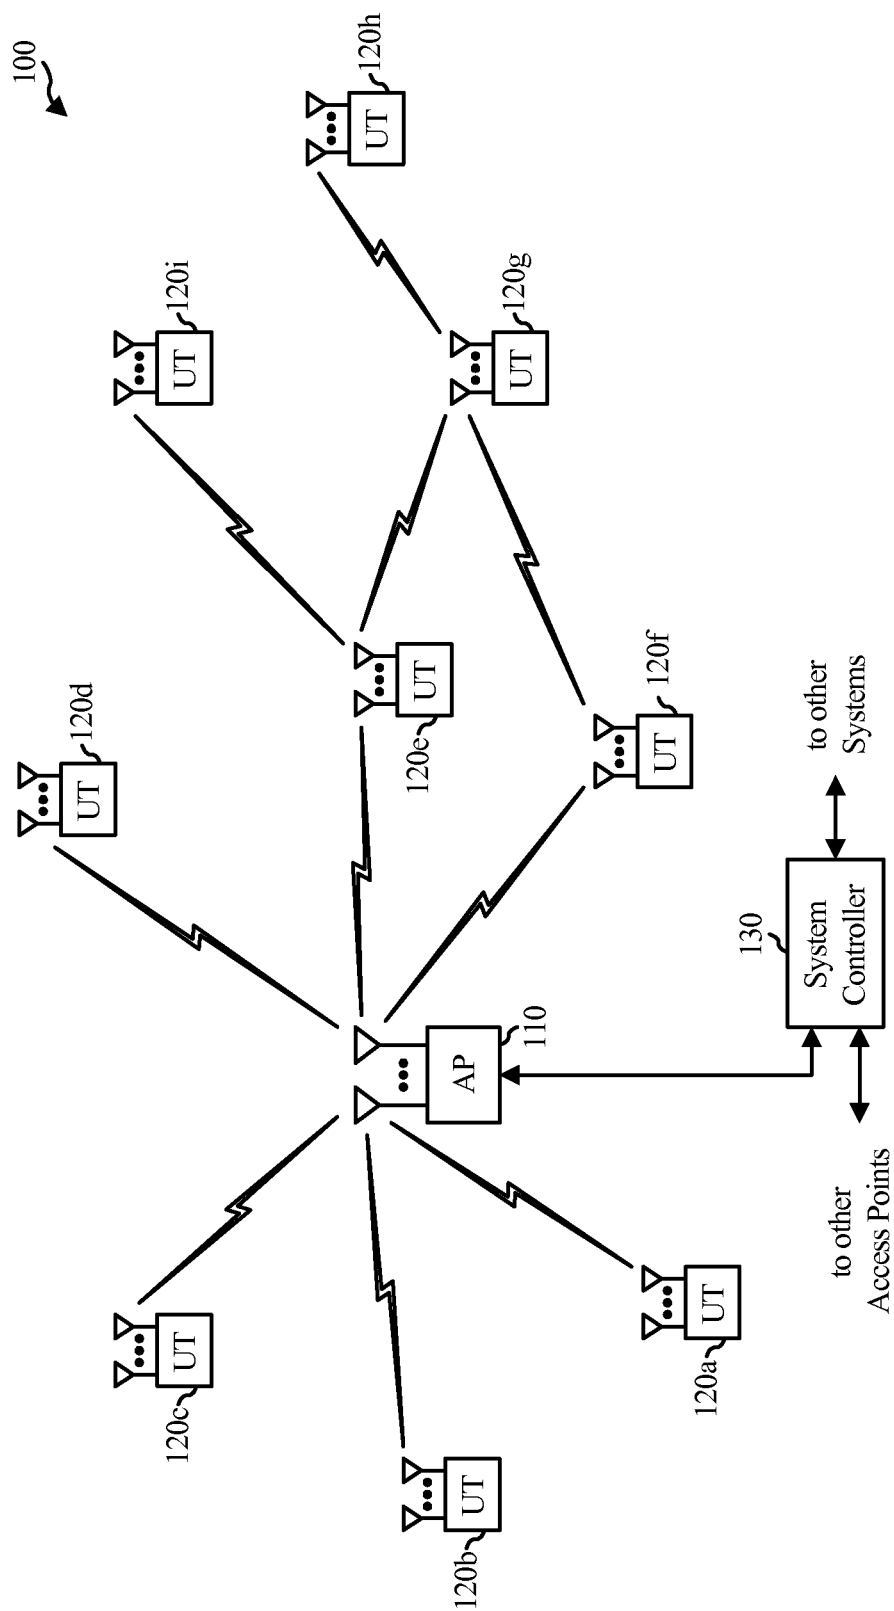 100
120d
UT
120i
UT
120h
UT
120c
UT
120e
UT
120g
UT
120b
UT
AP
110
120f
UT
120a
UT
130
System
Controller
to other
Systems
to other
Access Points